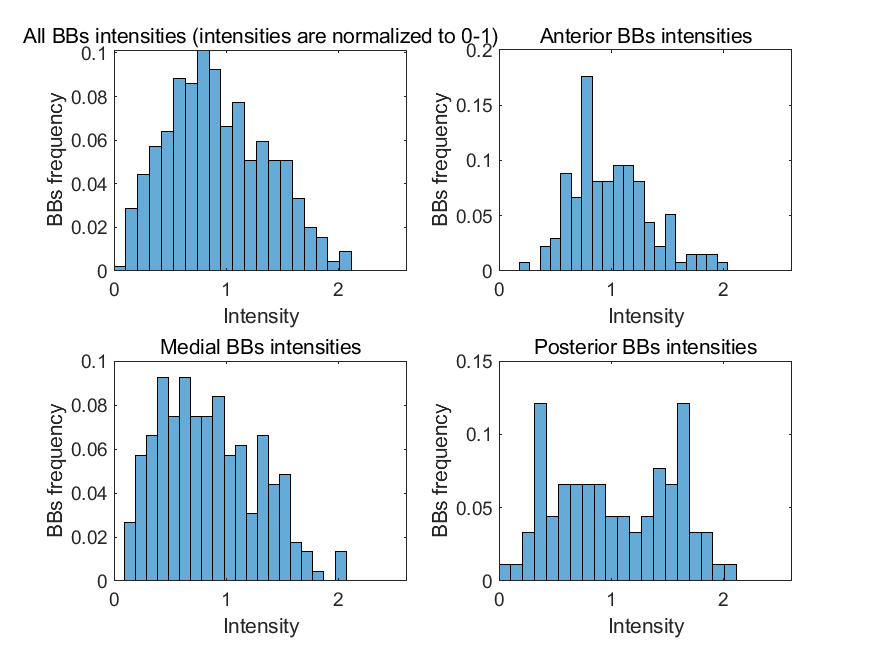 All BBs intensities (intensities are normalized to 0-1)
0.1
0.08
0.06
0.04
0.02
0
BBs frequency
0 1 2
Intensity
Anterior BBs intensities
0.2
0.15
0.1
0.05
0
BBs frequency
0 1 2
Intensity
Medial BBs intensities
0.1
0.08
0.06
0.04
0.02
0
BBs frequency
0 1 2
Intensity
Posterior BBs intensities
0.15
0.1
0.05
0
BBs frequency
0 1 2
Intensity